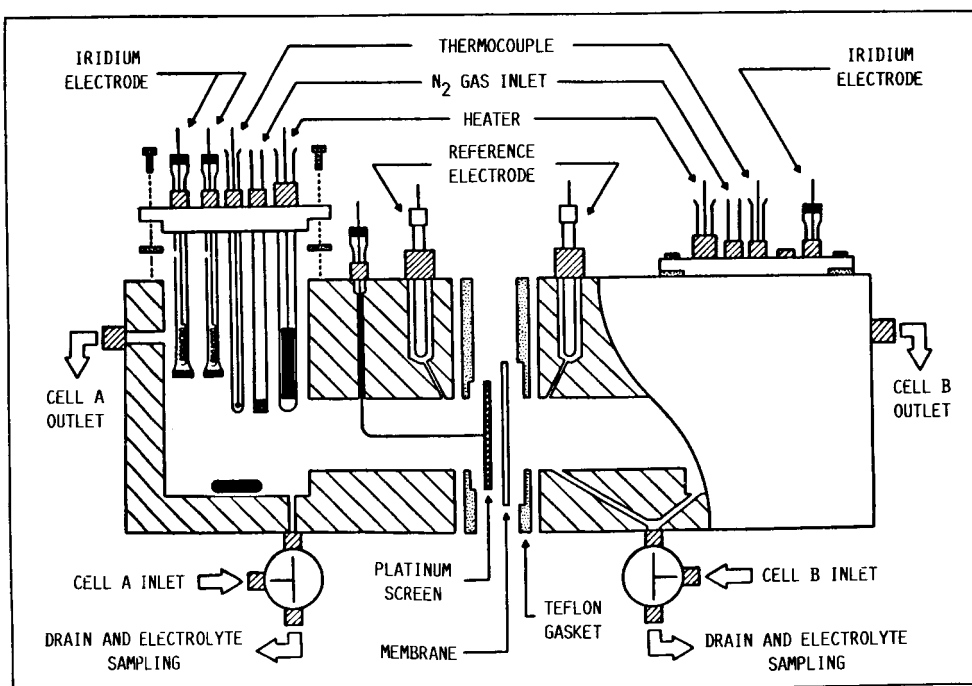 IRIDIUM
ELECTRODE
THERMOCOUPLE
N2 GAS INLET
HEATER
REFERENCE
ELECTRODE
IRIDIUM
ELECTRODE
CELL A
OUTLET
CELL B
OUTLET
CELL A INLET
PLATINUM
SCREEN
MEMBRANE
TEFLON
GASKET
CELL B INLET
DRAIN AND ELECTROLYTE
SAMPLING
DRAIN AND ELECTROLYTE
SAMPLING